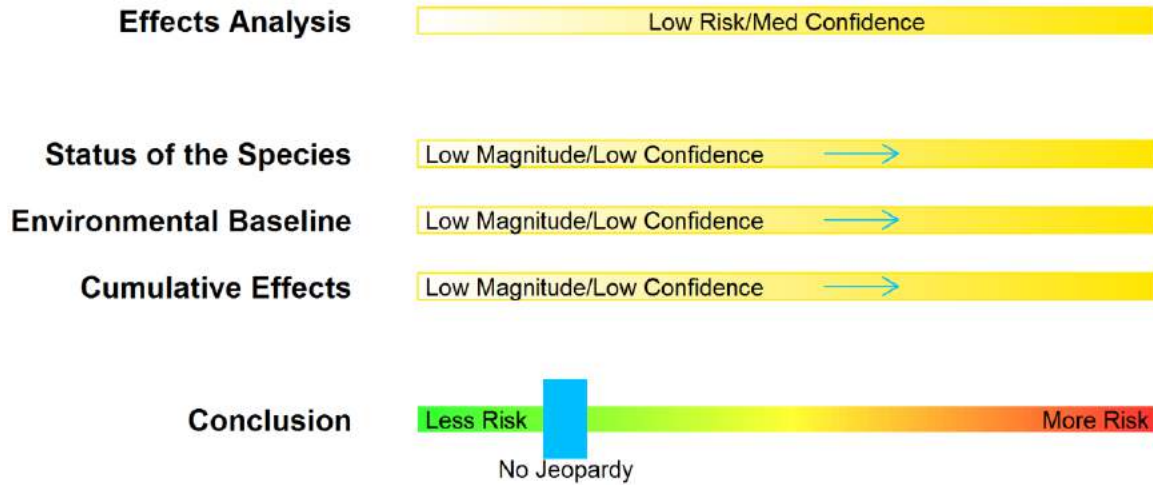 Effects Analysis Low Risk/Med Confidence
Status of the Species Low Magnitude/Low Confidence
Environmental Baseline Low Magnitude/Low Confidence
Cumulative Effects Low Magnitude/Low Confidence
Conclusion Less Risk More Risk
No Jeopardy